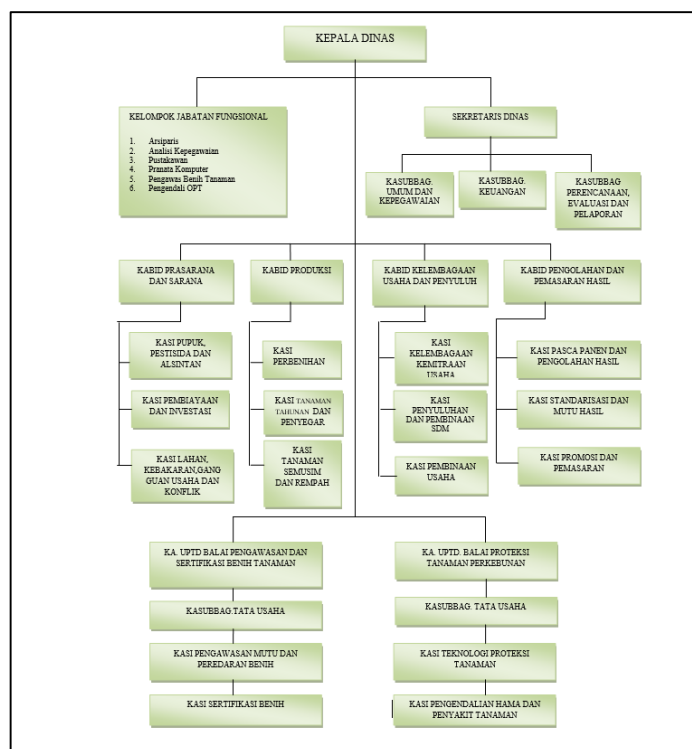 KEPALA DINAS
KELOMPOK JABATAN FUNGSIONAL
1. Arsiparis
2. Analisi Kepegawaian
3. Pustakawan
4. Pranata Komputer
5. Pengawas Benih Tanaman
6. Pengendali OPT
SEKRETARIS DINAS
KASUBBAG.
UMUM DAN
KEPEGAWAIAN
KASUBBAG.
KEUANGAN
KASUBBAG
PERENCANAAN,
EVALUASI DAN
PELAPORAN
KABID PRASARANA
DAN SARANA
KABID PRODUKSI
KABID KELEMBAGAAN
USAHA DAN PENYULUH
KABID PENGOLAHAN DAN
PEMASARAN HASIL
KASI PUPUK,
PESTISIDA DAN
ALSINTAN
KASI PEMBIAYAAN
DAN INVESTASI
KASI LAHAN,
KEBAKARAN,GANG
GUAN USAHA DAN
KONFLIK
KASI
PERBENIHAN
KASI TANAMAN
TAHUNAN DAN
PENYEGAR
KASI
TANAMAN
SEMUSIM
DAN REMPAH
KASI
KELEMBAGAAN
KEMITRAAN
USAHA
KASI
PENYULUHAN
DAN PEMBINAAN
SDM
KASI PEMBINAAN
USAHA
KASI PASCA PANEN DAN
PENGOLAHAN HASIL
KASI STANDARISASI DAN
MUTU HASIL
KASI PROMOSI DAN
PEMASARAN
KA. UPTD BALAI PENGAWASAN DAN
SERTIFIKASI BENIH TANAMAN
KASUBBAG.TATA USAHA
KASI PENGAWASAN MUTU DAN
PEREDARAN BENIH
KASI SERTIFIKASI BENIH
KA. UPTD. BALAI PROTEKSI
TANAMAN PERKEBUNAN
KASUBBAG. TATA USAHA
KASI TEKNOLOGI PROTEKSI
TANAMAN
KASI PENGENDALIAN HAMA DAN
PENYAKIT TANAMAN